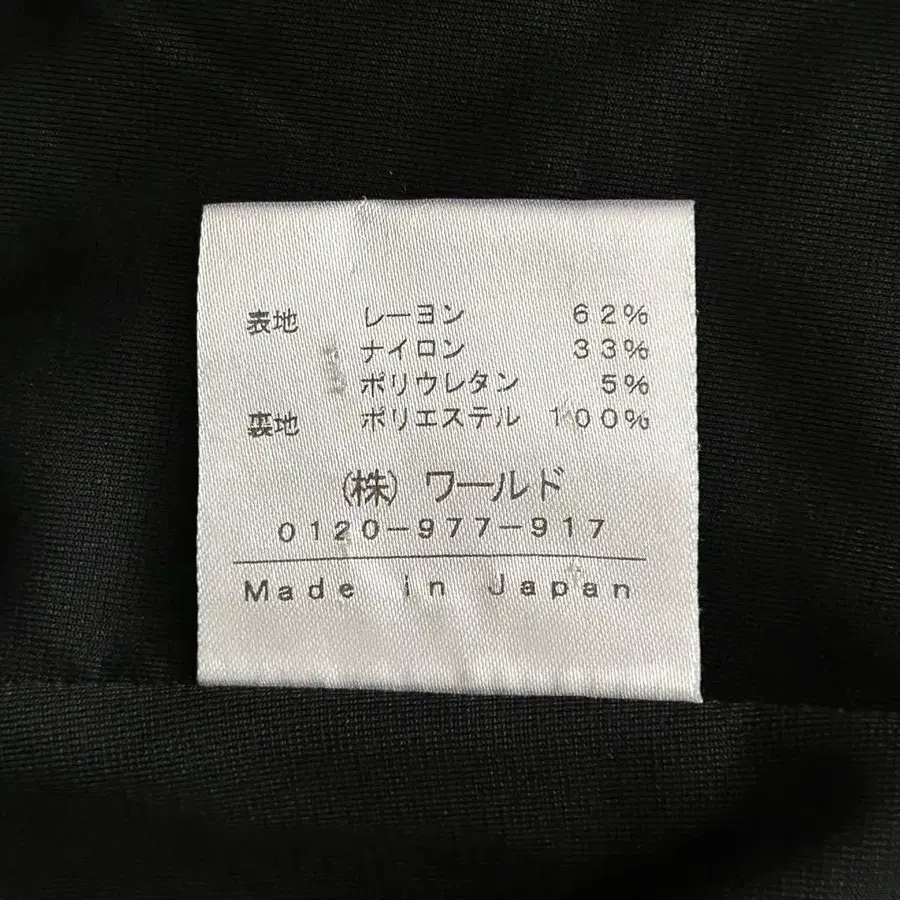 表地 レーヨン 62%
ナイロン 33%
ポリウレタン 5%
裏地 ポリエステル 100%
(株) ワールド
0120-977-917
Made in Japan